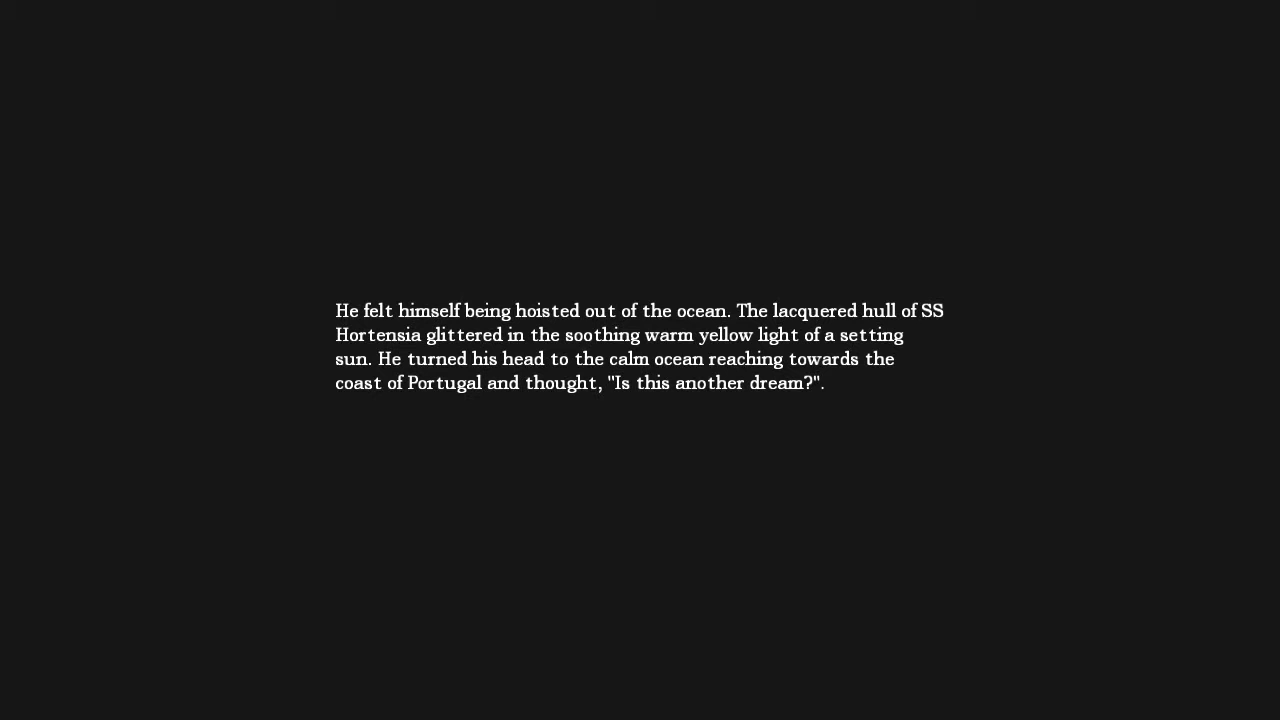 He felt himself being hoisted out of the ocean. The lacquered hull of SS
Hortensia glittered in the soothing warm yellow light of a setting
sun. He turned his head to the calm ocean reaching towards the
coast of Portugal and thought, "Is this another dream?".